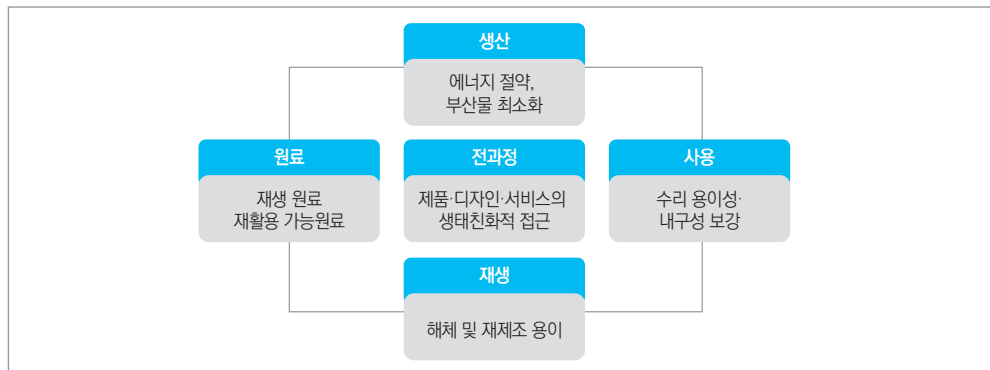 생산
에너지 절약,
부산물 최소화
원료
재생 원료
재활용 가능원료
전과정
제품·디자인·서비스의
생태친화적 접근
사용
수리 용이성·
내구성 보강
재생
해체 및 재제조 용이